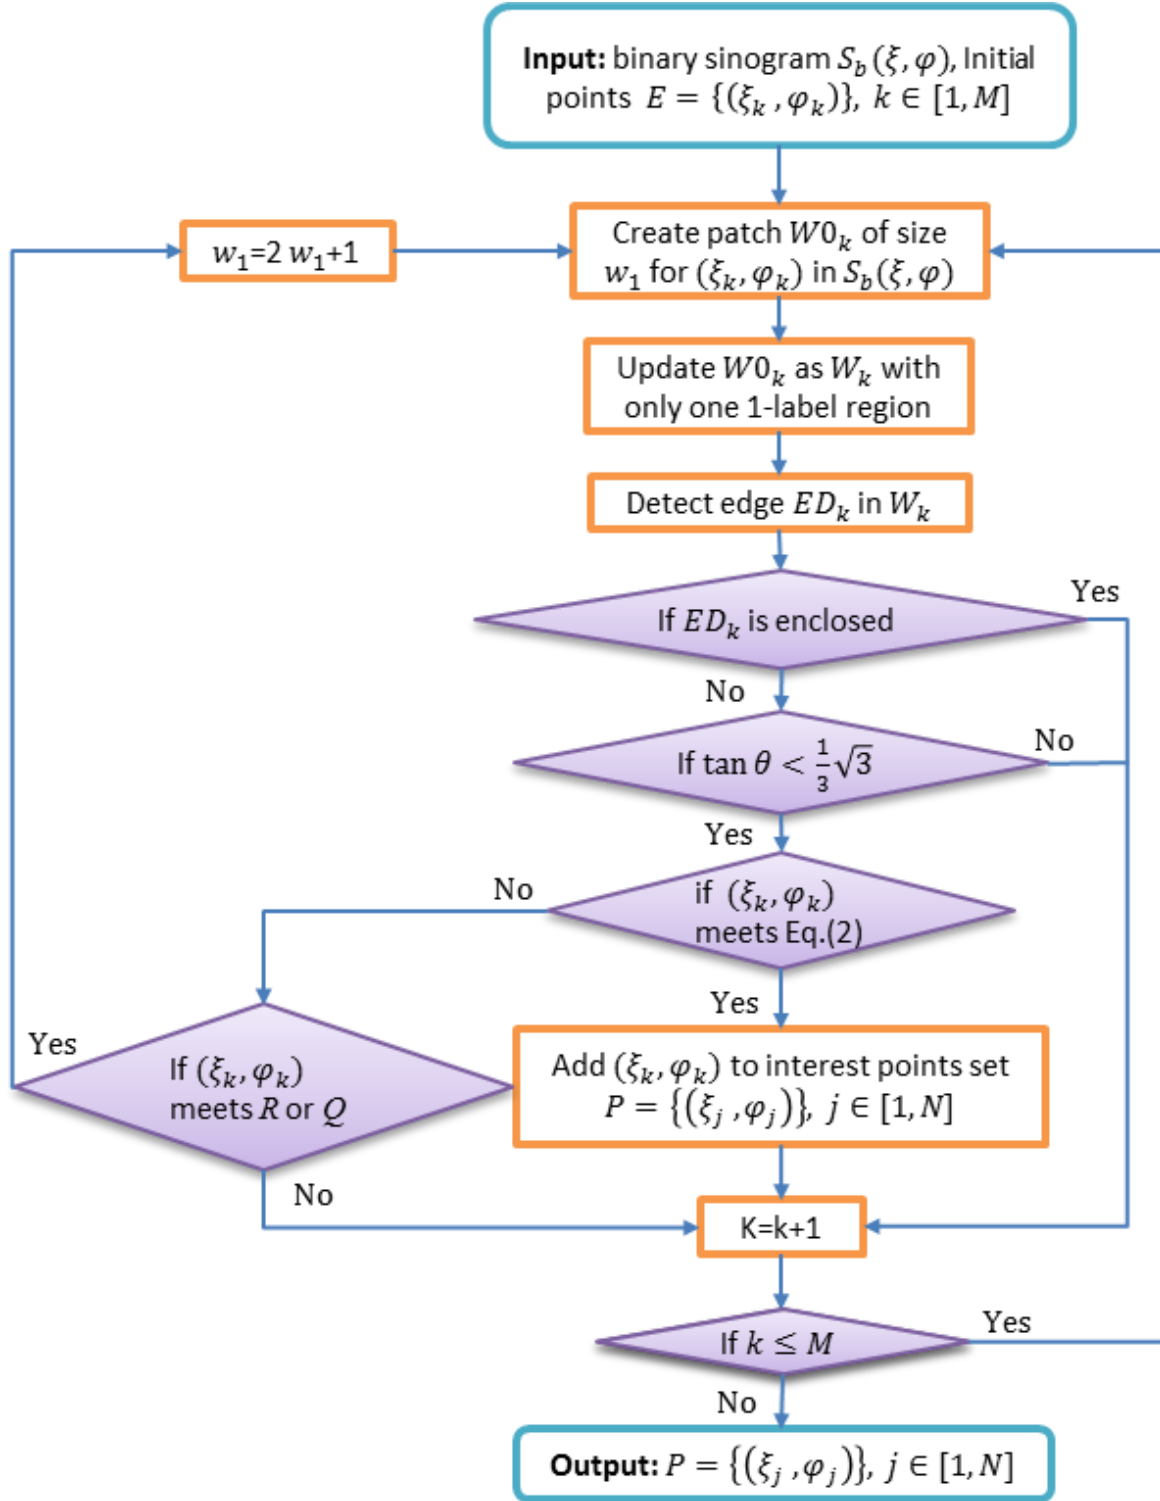 Input: binary sinogram S_b(ξ, φ), Initial
points E = {(ξ_k, φ_k)}, k ∈ [1, M]
w₁=2 w₁+1
Create patch W0_k of size
w₁ for (ξ_k, φ_k) in S_b(ξ, φ)
Update W0_k as W_k with
only one 1-label region
Detect edge ED_k in W_k
If ED_k is enclosed
Yes
No
If tan θ < 1/3 √3
No
Yes
if (ξ_k, φ_k)
meets Eq.(2)
No
Yes
If (ξ_k, φ_k)
meets R or Q
Yes
No
Add (ξ_k, φ_k) to interest points set
P = {(ξ_j, φ_j)}, j ∈ [1, N]
K=k+1
If k ≤ M
Yes
No
Output: P = {(ξ_j, φ_j)}, j ∈ [1, N]